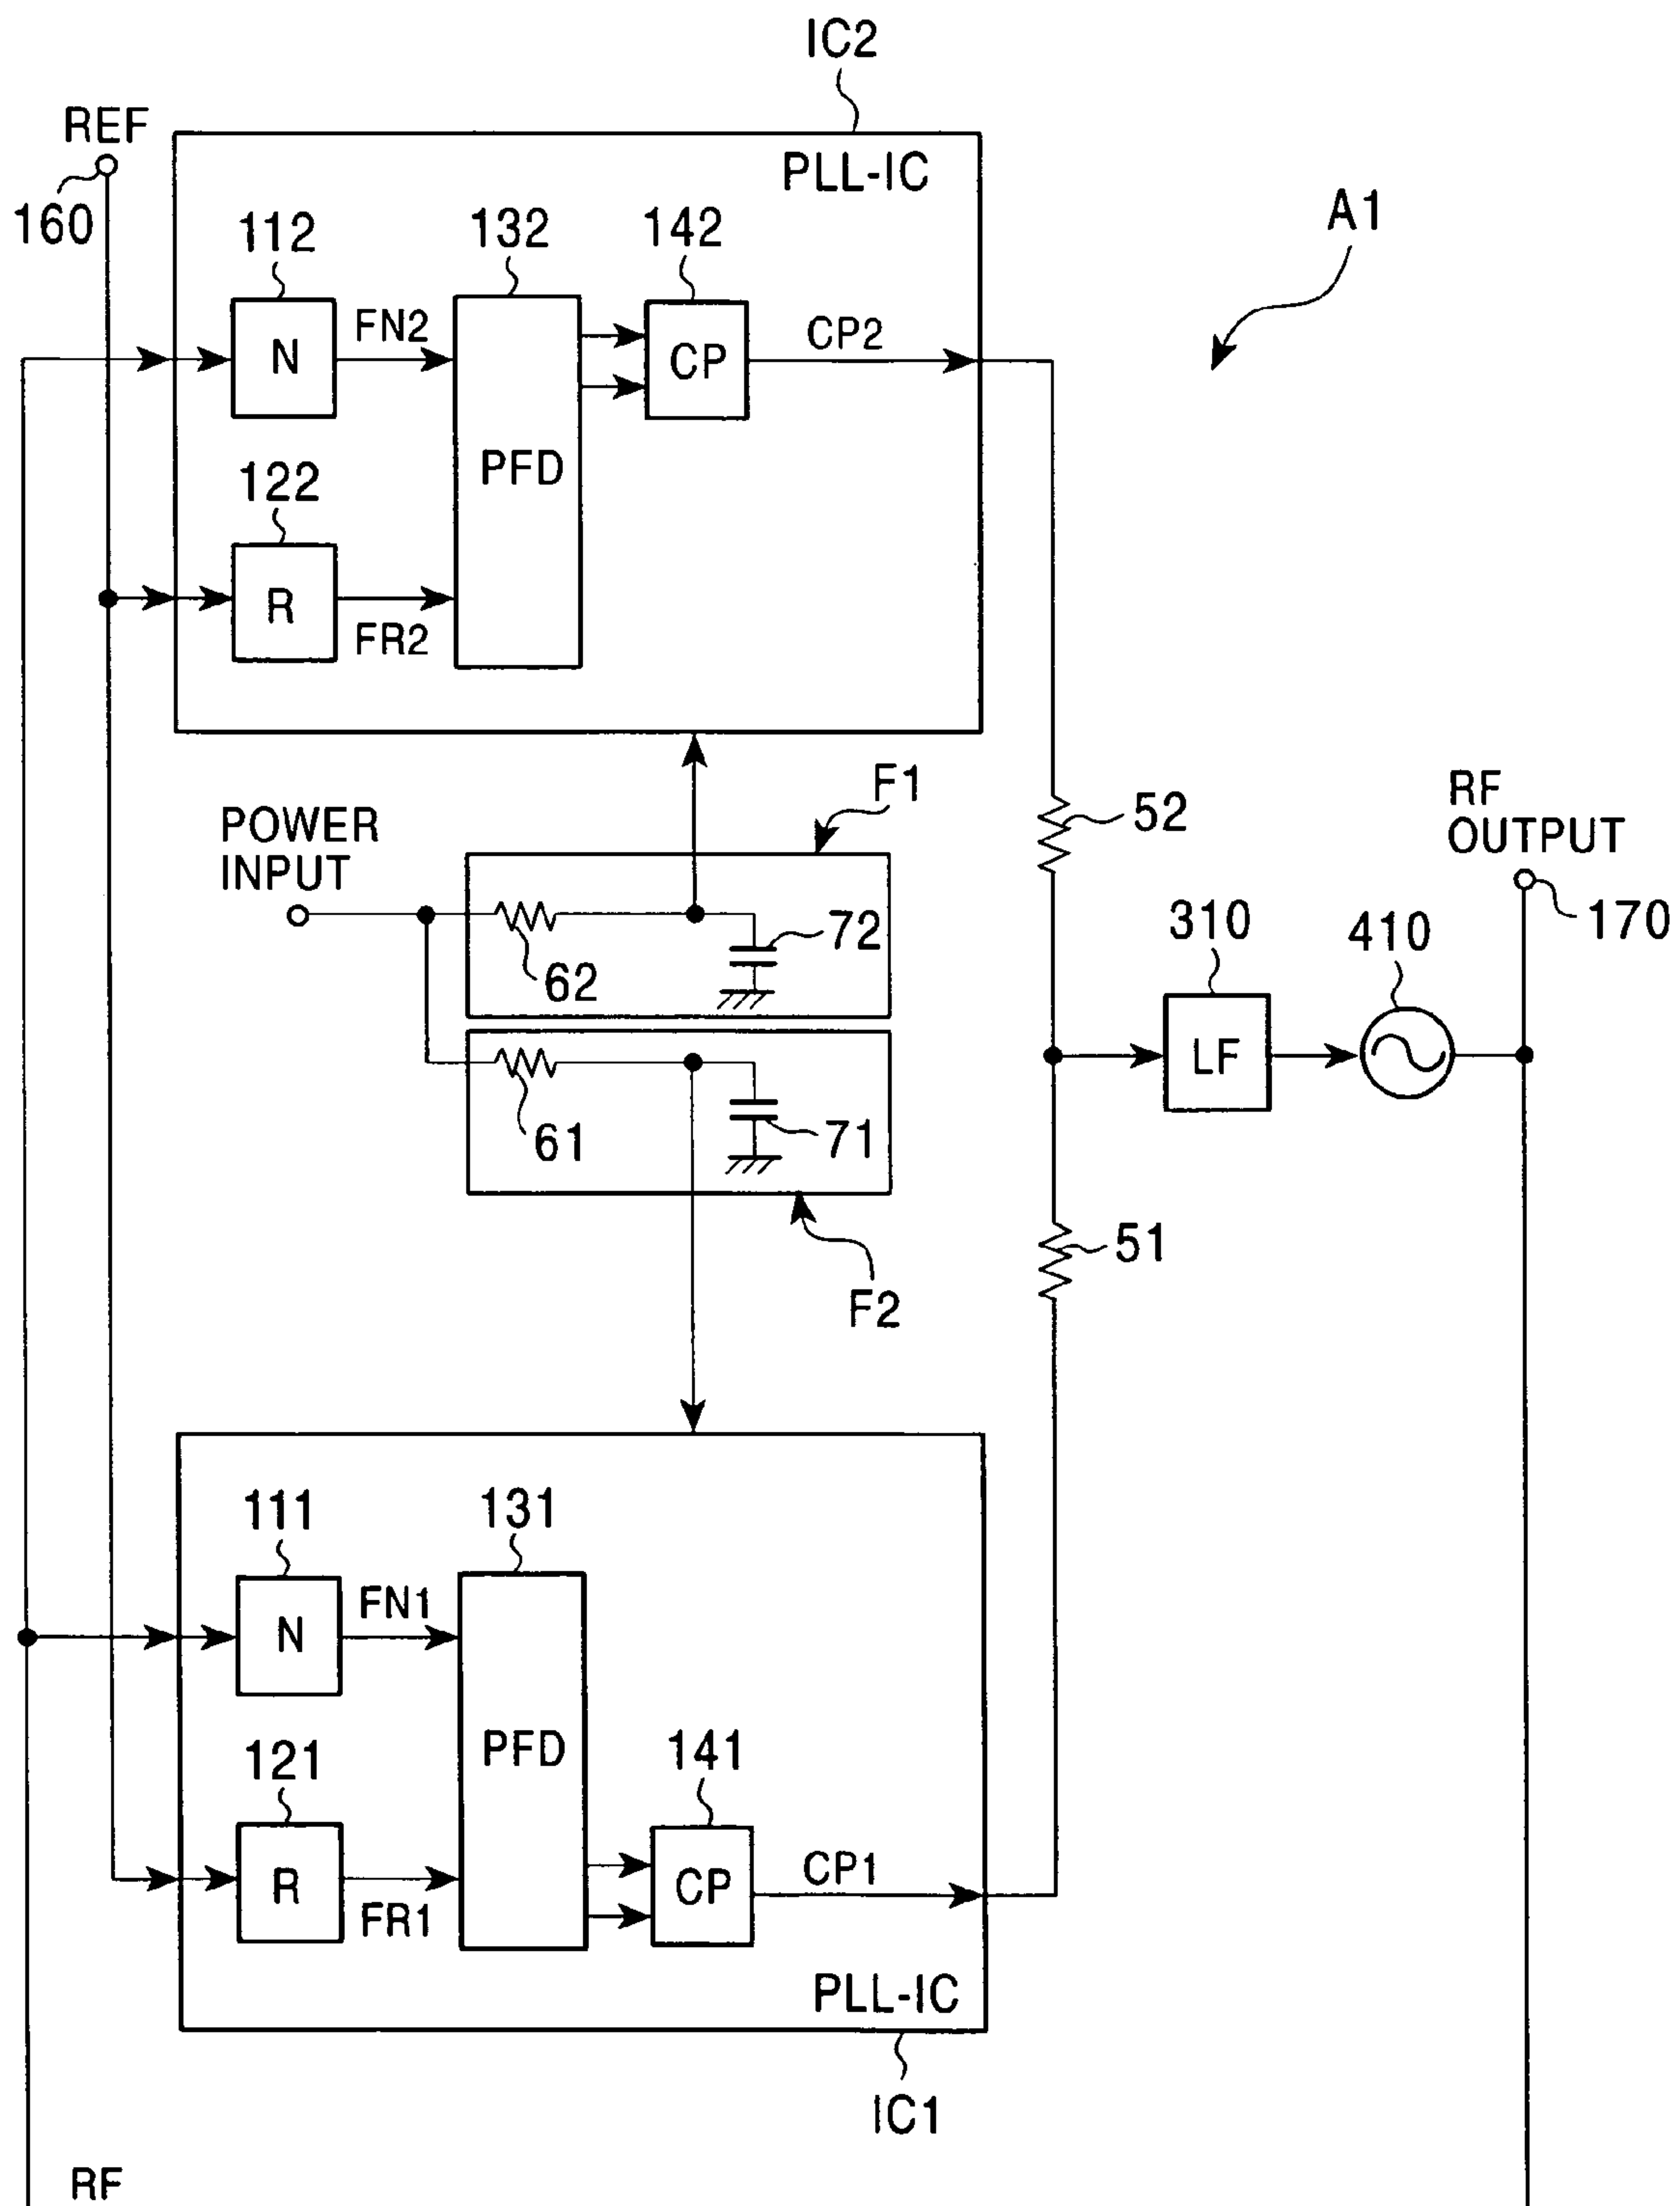 IC2
REF
PLL-IC
160
A1
112
132
142
FN2
CP2
N
CP
122
PFD
R
FR2
F1
POWER
INPUT
52
RF
OUTPUT
72
62
310
410
170
LF
61
71
51
F2
111
131
FN1
N
121
PFD
141
CP1
R
CP
FR1
PLL-IC
IC1
RF